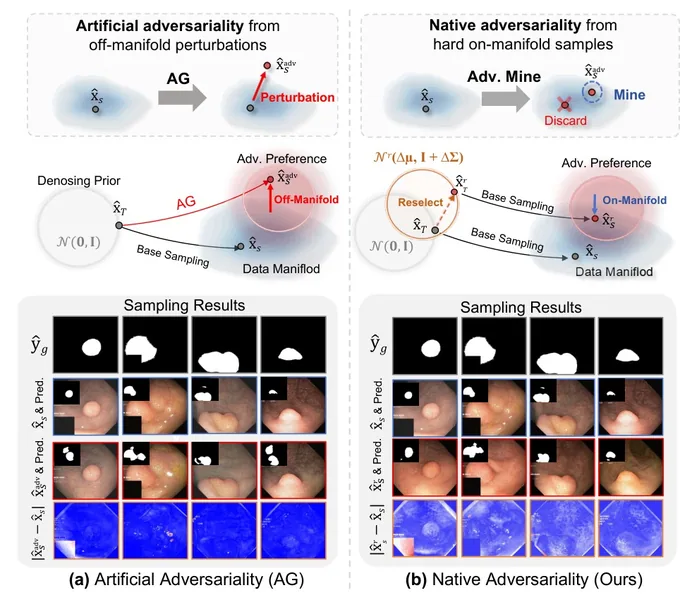 Artificial adversariality from
off-manifold perturbations
x̂_s
AG
x̂_s^adv
Perturbation
Denosing Prior
x̂_T
𝒩(0, I)
AG
Base Sampling
Adv. Preference
x̂_s^adv
Off-Manifold
x̂_s
Data Maniflod
Sampling Results
ŷ_g
x̂_s & Pred.
x̂_s^adv & Pred.
|x̂_s^adv − x̂_s|
(a) Artificial Adversariality (AG)
Native adversariality from
hard on-manifold samples
x̂_s
Adv. Mine
x̂_s^adv
Mine
Discard
𝒩^r(Δμ, I + ΔΣ)
x̂_T^r
Reselect
x̂_T
𝒩(0, I)
Base Sampling
Base Sampling
Adv. Preference
On-Manifold
x̂_s^r
x̂_s
Data Maniflod
Sampling Results
ŷ_g
x̂_s & Pred.
x̂_s^r & Pred.
|x̂_s^r − x̂_s|
(b) Native Adversariality (Ours)